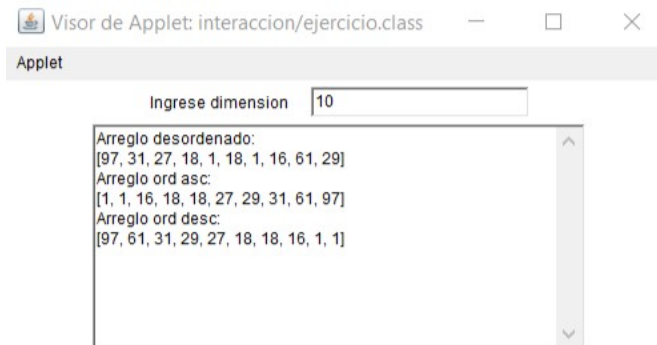 Visor de Applet: interaccion/ejercicio.class
Applet
Ingrese dimension 10
Arreglo desordenado:
[97, 31, 27, 18, 1, 18, 1, 16, 61, 29]
Arreglo ord asc:
[1, 1, 16, 18, 18, 27, 29, 31, 61, 97]
Arreglo ord desc:
[97, 61, 31, 29, 27, 18, 18, 16, 1, 1]